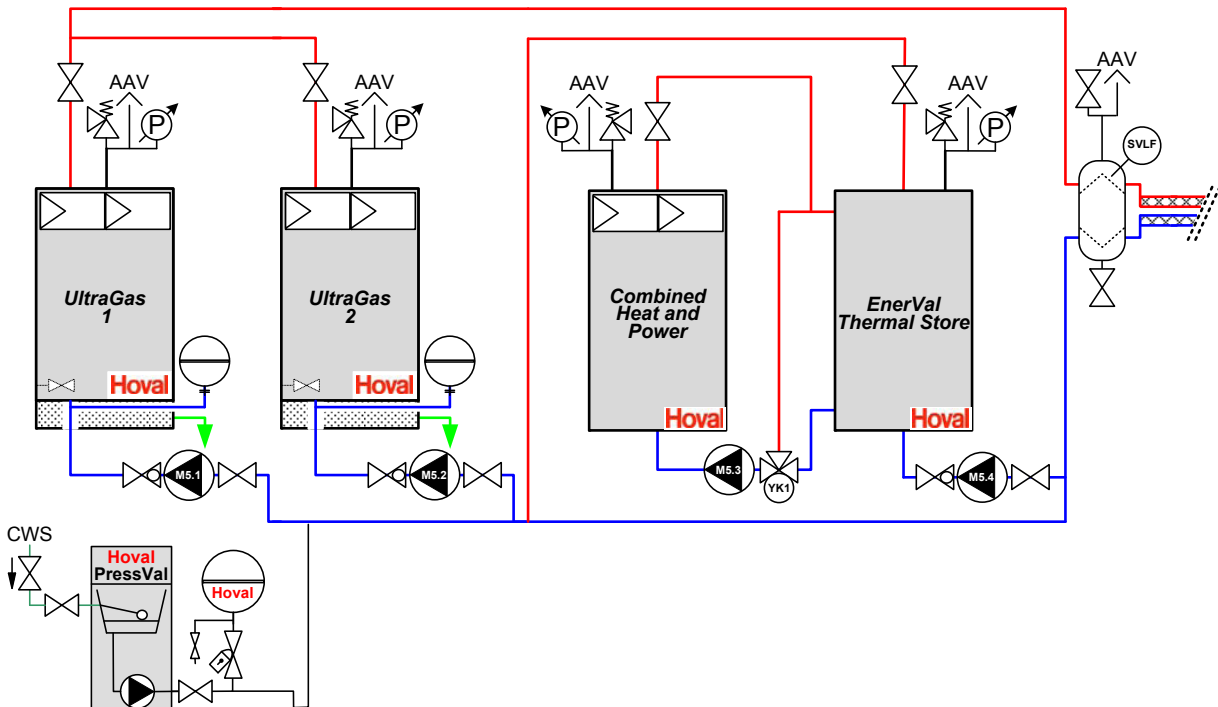 AAV
AAV
AAV
AAV
AAV
P
P
P
P
SVLF
UltraGas
1
UltraGas
2
Combined
Heat and
Power
EnerVal
Thermal Store
Hoval
Hoval
Hoval
Hoval
M5.1
M5.2
M5.3
YK1
M5.4
CWS
Hoval
PressVal
Hoval